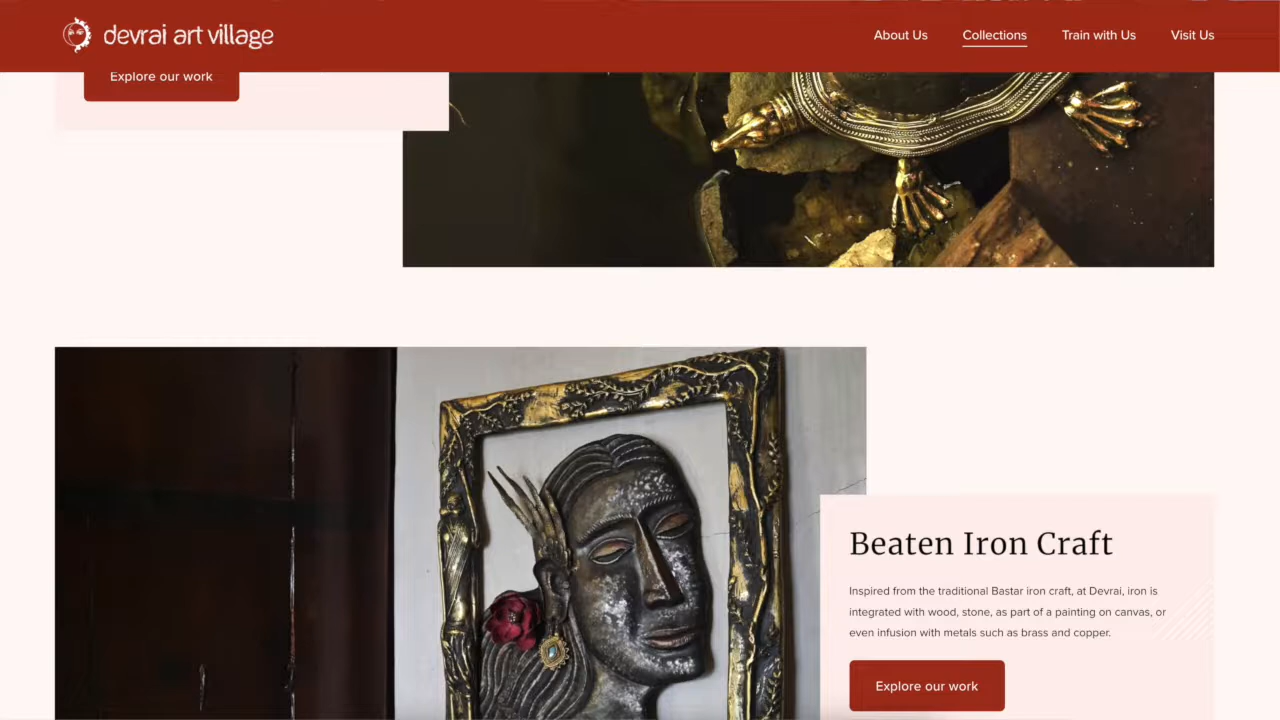 devrai art village
About Us
Collections
Train with Us
Visit Us
Explore our work
Beaten Iron Craft
Inspired from the traditional Bastar iron craft, at Devrai, iron is
integrated with wood, stone, as part of a painting on canvas, or
even infusion with metals such as brass and copper.
Explore our work